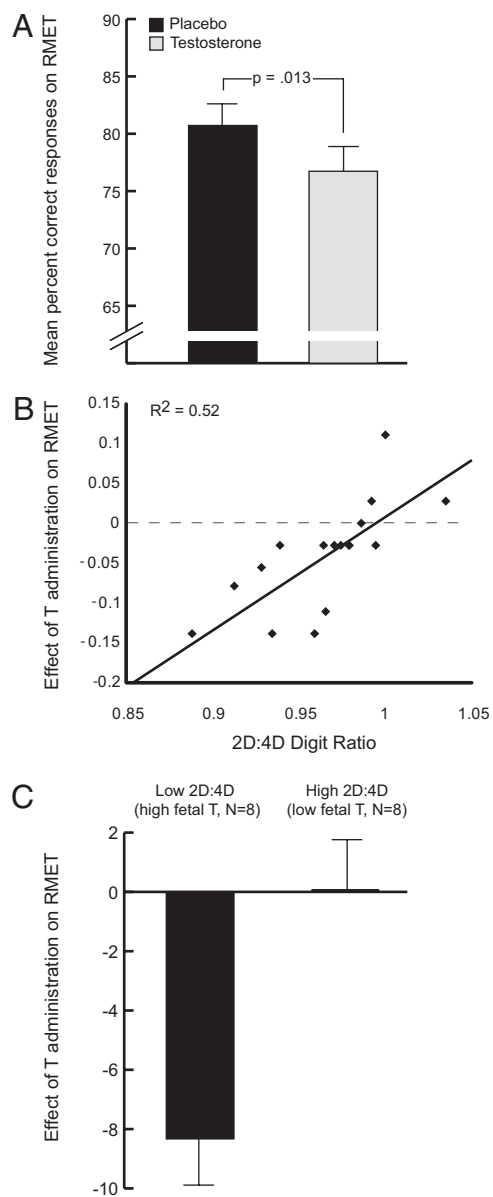 A
Mean percent correct responses on RMET
90
85
80
75
70
65
Placebo
Testosterone
p = .013
B
Effect of T administration on RMET
0.15
0.1
0.05
0
-0.05
-0.1
-0.15
-0.2
R2 = 0.52
0.85
0.9
0.95
1
1.05
2D:4D Digit Ratio
C
Low 2D:4D
(high fetal T, N=8)
High 2D:4D
(low fetal T, N=8)
Effect of T administration on RMET
2
0
-2
-4
-6
-8
-10